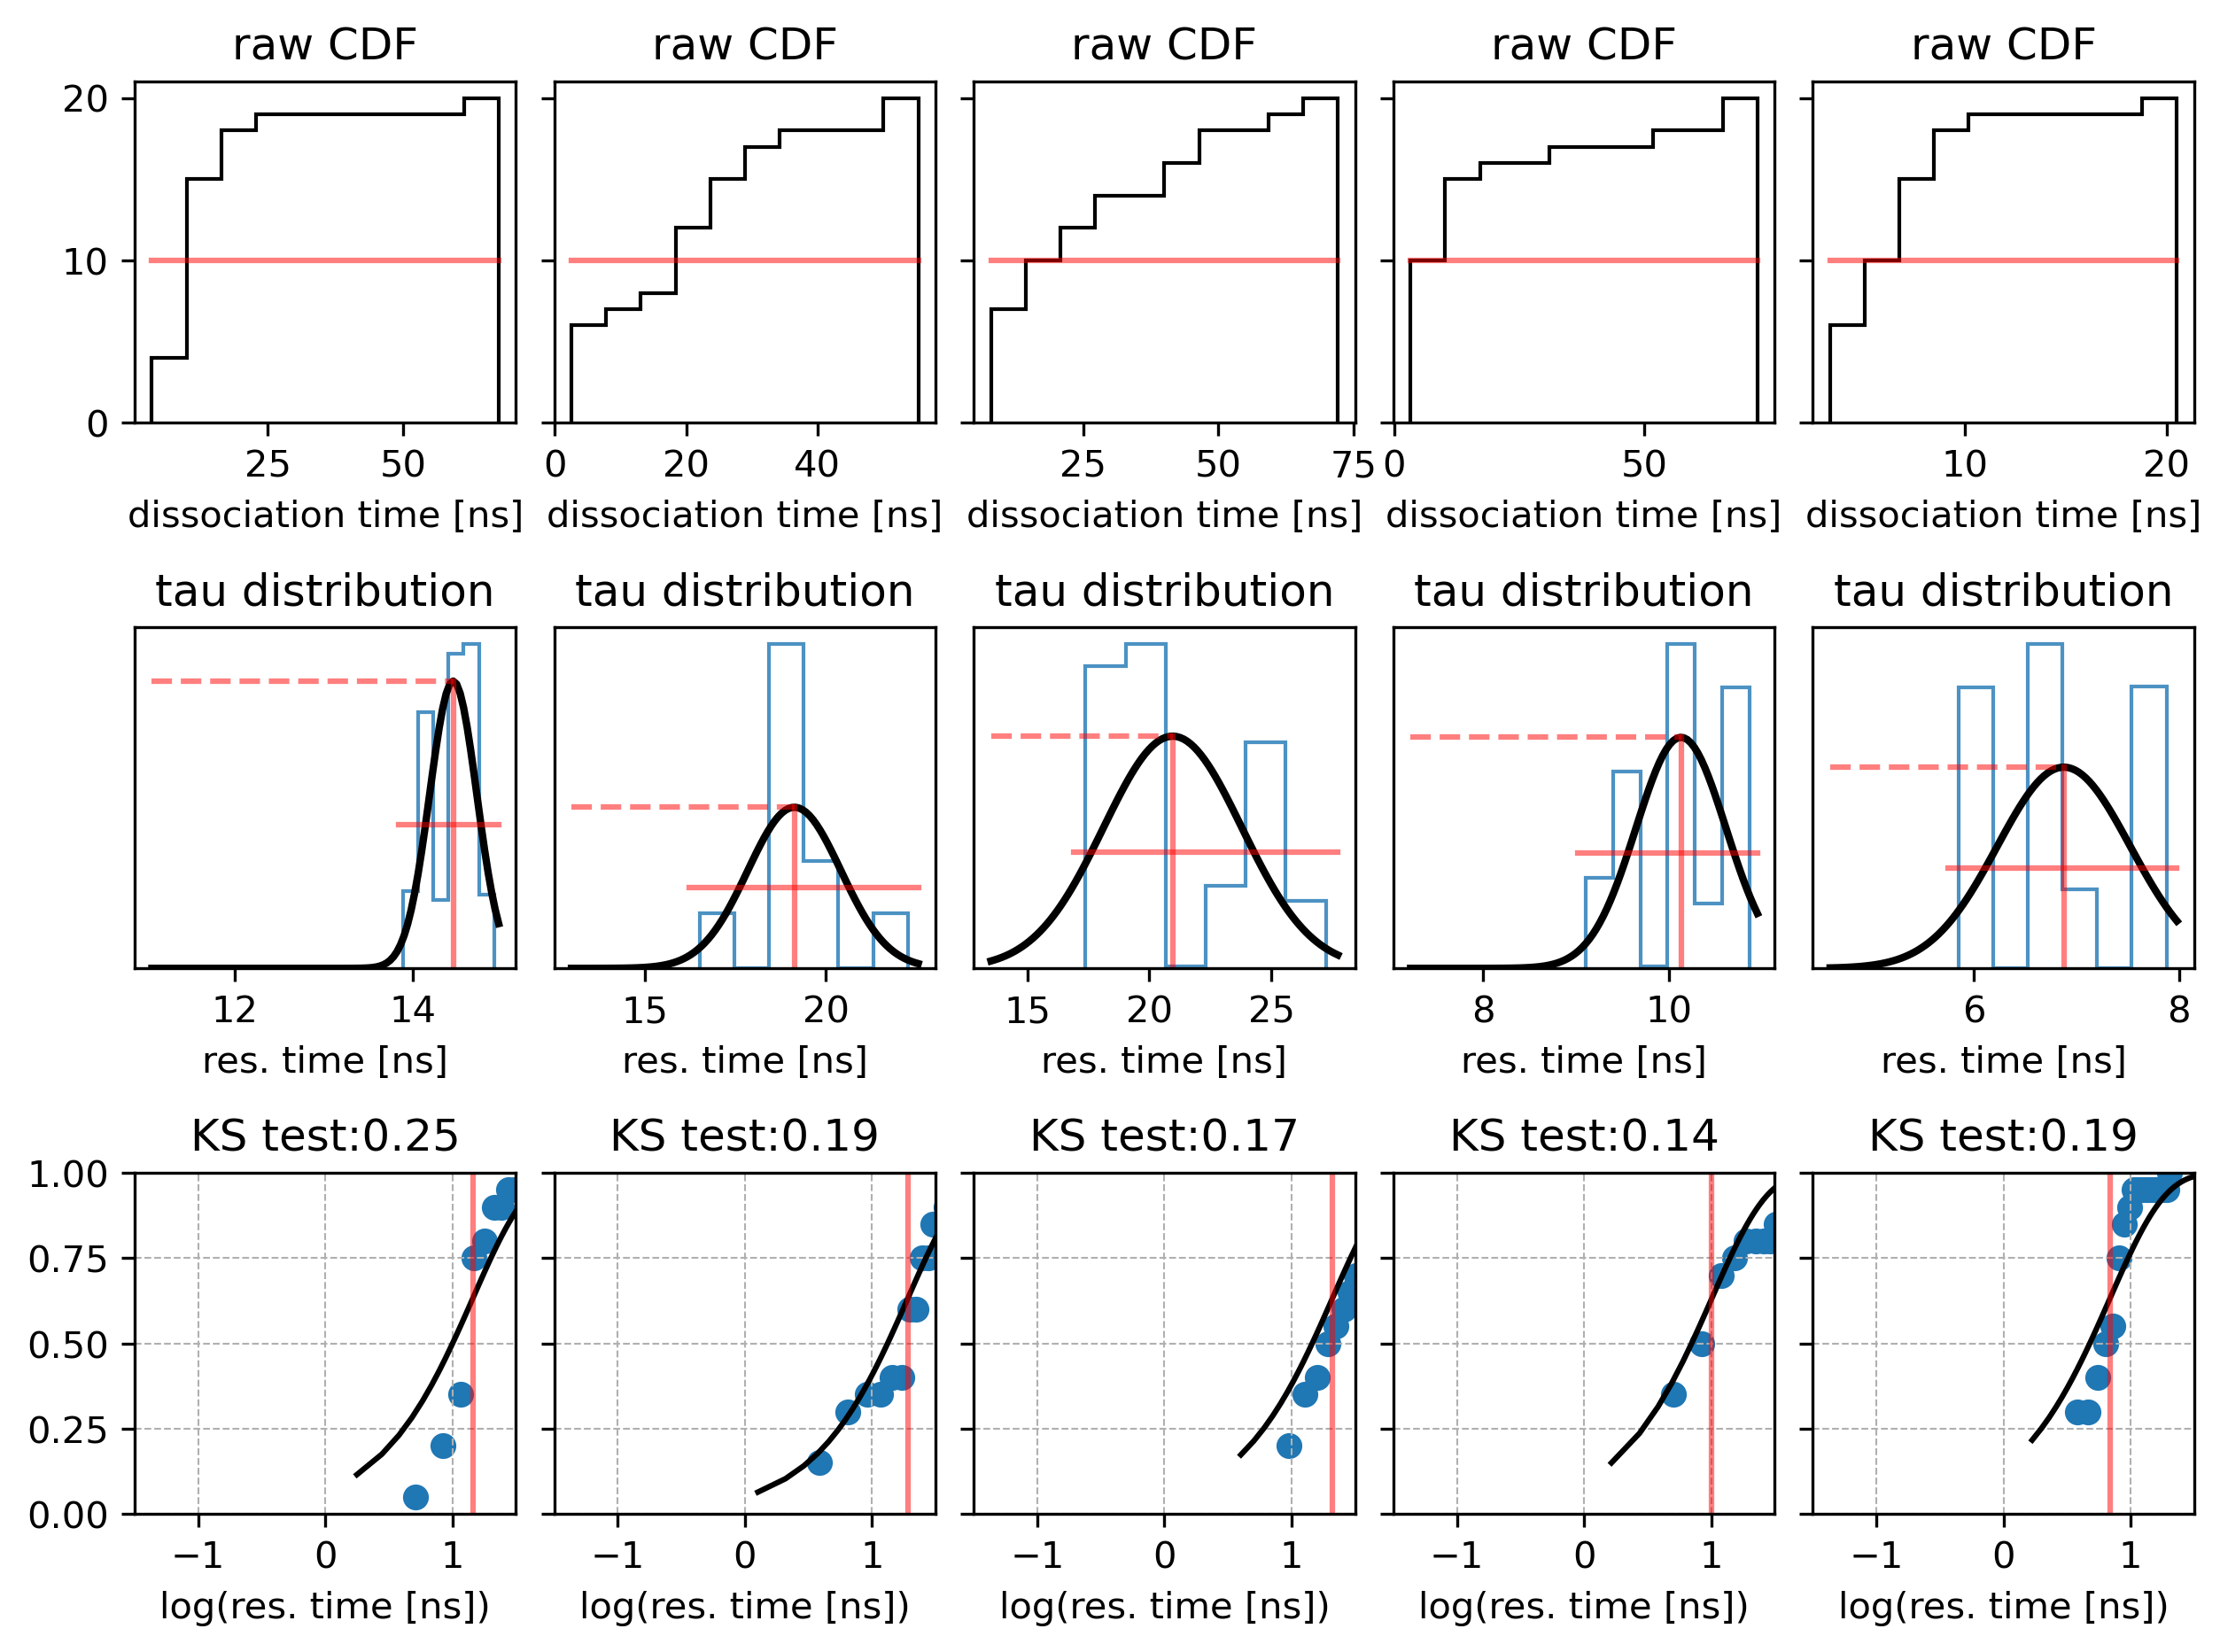 raw CDF raw CDF raw CDF raw CDF raw CDF
20
10
0
25 50 0 20 40 25 50 75 0 50 10 20
dissociation time [ns] dissociation time [ns] dissociation time [ns] dissociation time [ns] dissociation time [ns]
tau distribution tau distribution tau distribution tau distribution tau distribution
12 14 15 20 15 20 25 8 10 6 8
res. time [ns] res. time [ns] res. time [ns] res. time [ns] res. time [ns]
KS test:0.25 KS test:0.19 KS test:0.17 KS test:0.14 KS test:0.19
1.00
0.75
0.50
0.25
0.00
−1 0 1 −1 0 1 −1 0 1 −1 0 1 −1 0 1
log(res. time [ns]) log(res. time [ns]) log(res. time [ns]) log(res. time [ns]) log(res. time [ns])